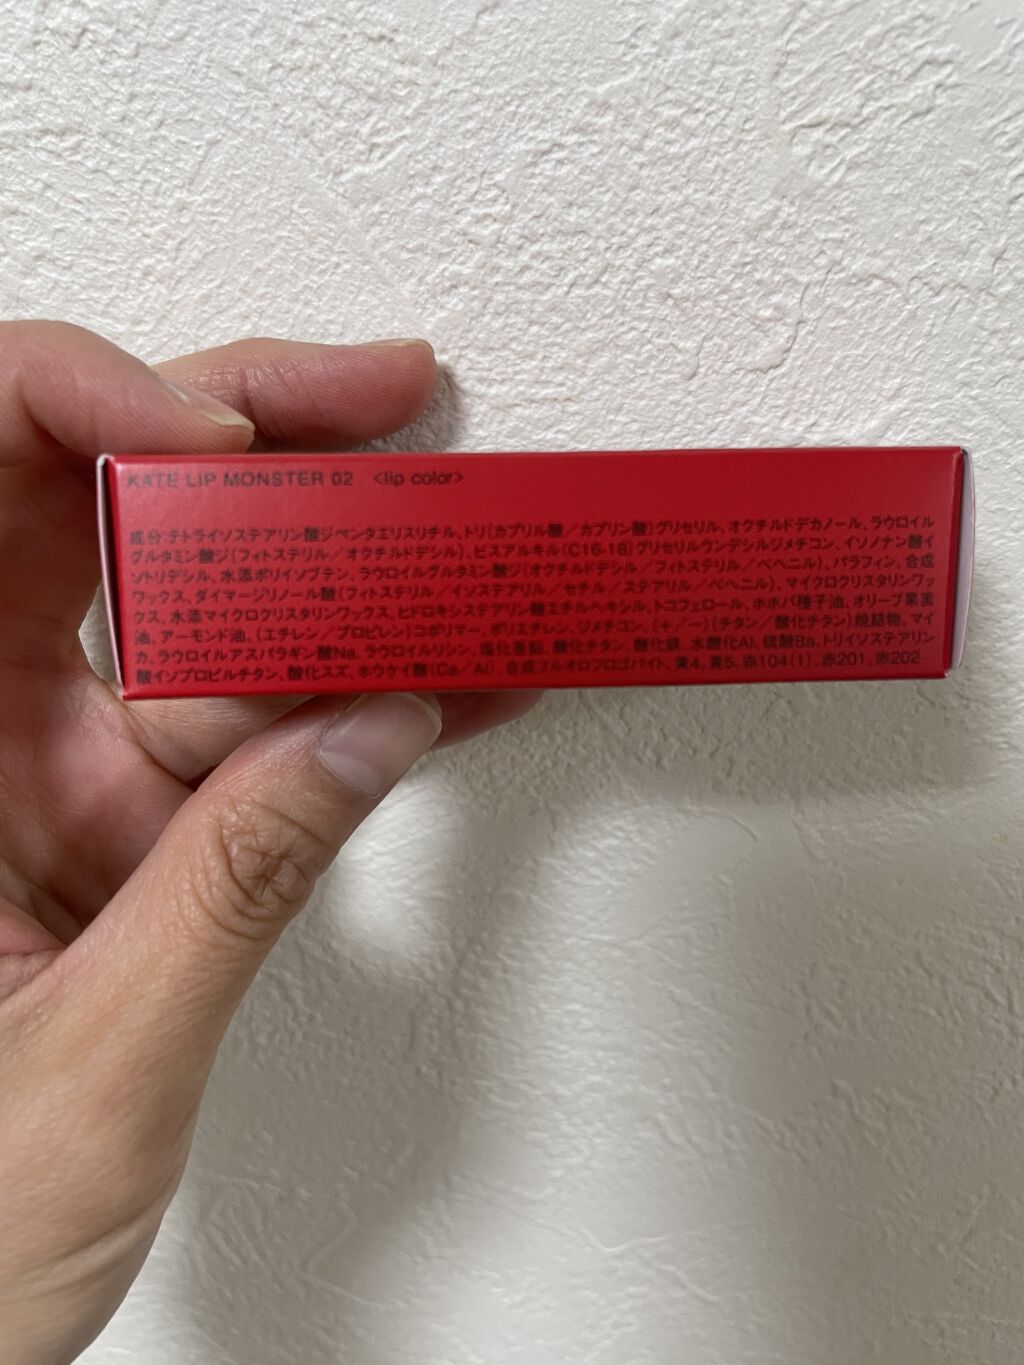 KATE LIP MONSTER 02 <lip color>
成分:テトライソステアリン酸ジペンタエリスリチル、トリ(カプリル酸/カプリン酸)グリセリル、オクチルドデカノール、ラウロイル
グルタミン酸ジ(フィトステリル/オクチルドデシル)、ビスアルキル(C16-18)グリセリルウンデシルジメチコン、イソノナン酸イ
ソトリデシル、水添ポリイソブテン、ラウロイルグルタミン酸ジ(オクチルドデシル/フィトステリル/ベヘニル)、パラフィン、合成
ワックス、ダイマージリノール酸(フィトステリル/イソステアリル/セチル/ステアリル/ベヘニル)、マイクロクリスタリンワッ
クス、水添マイクロクリスタリンワックス、ヒドロキシステアリン酸エチルヘキシル、トコフェロール、ホホバ種子油、オリーブ果実
油、アーモンド油、(エチレン/プロピレン)コポリマー、ポリエチレン、ジメチコン、(+/-)(チタン/酸化チタン)焼結物、マイ
カ、ラウロイルアスパラギン酸Na、ラウロイルリシン、塩化亜鉛、酸化チタン、酸化鉄、水酸化Al、硫酸Ba、トリイソステアリン
酸イソプロピルチタン、酸化スズ、ホウケイ酸(Ca/Al)、合成フルオロフロゴパイト、黄4、黄5、赤104(1)、赤201、赤202